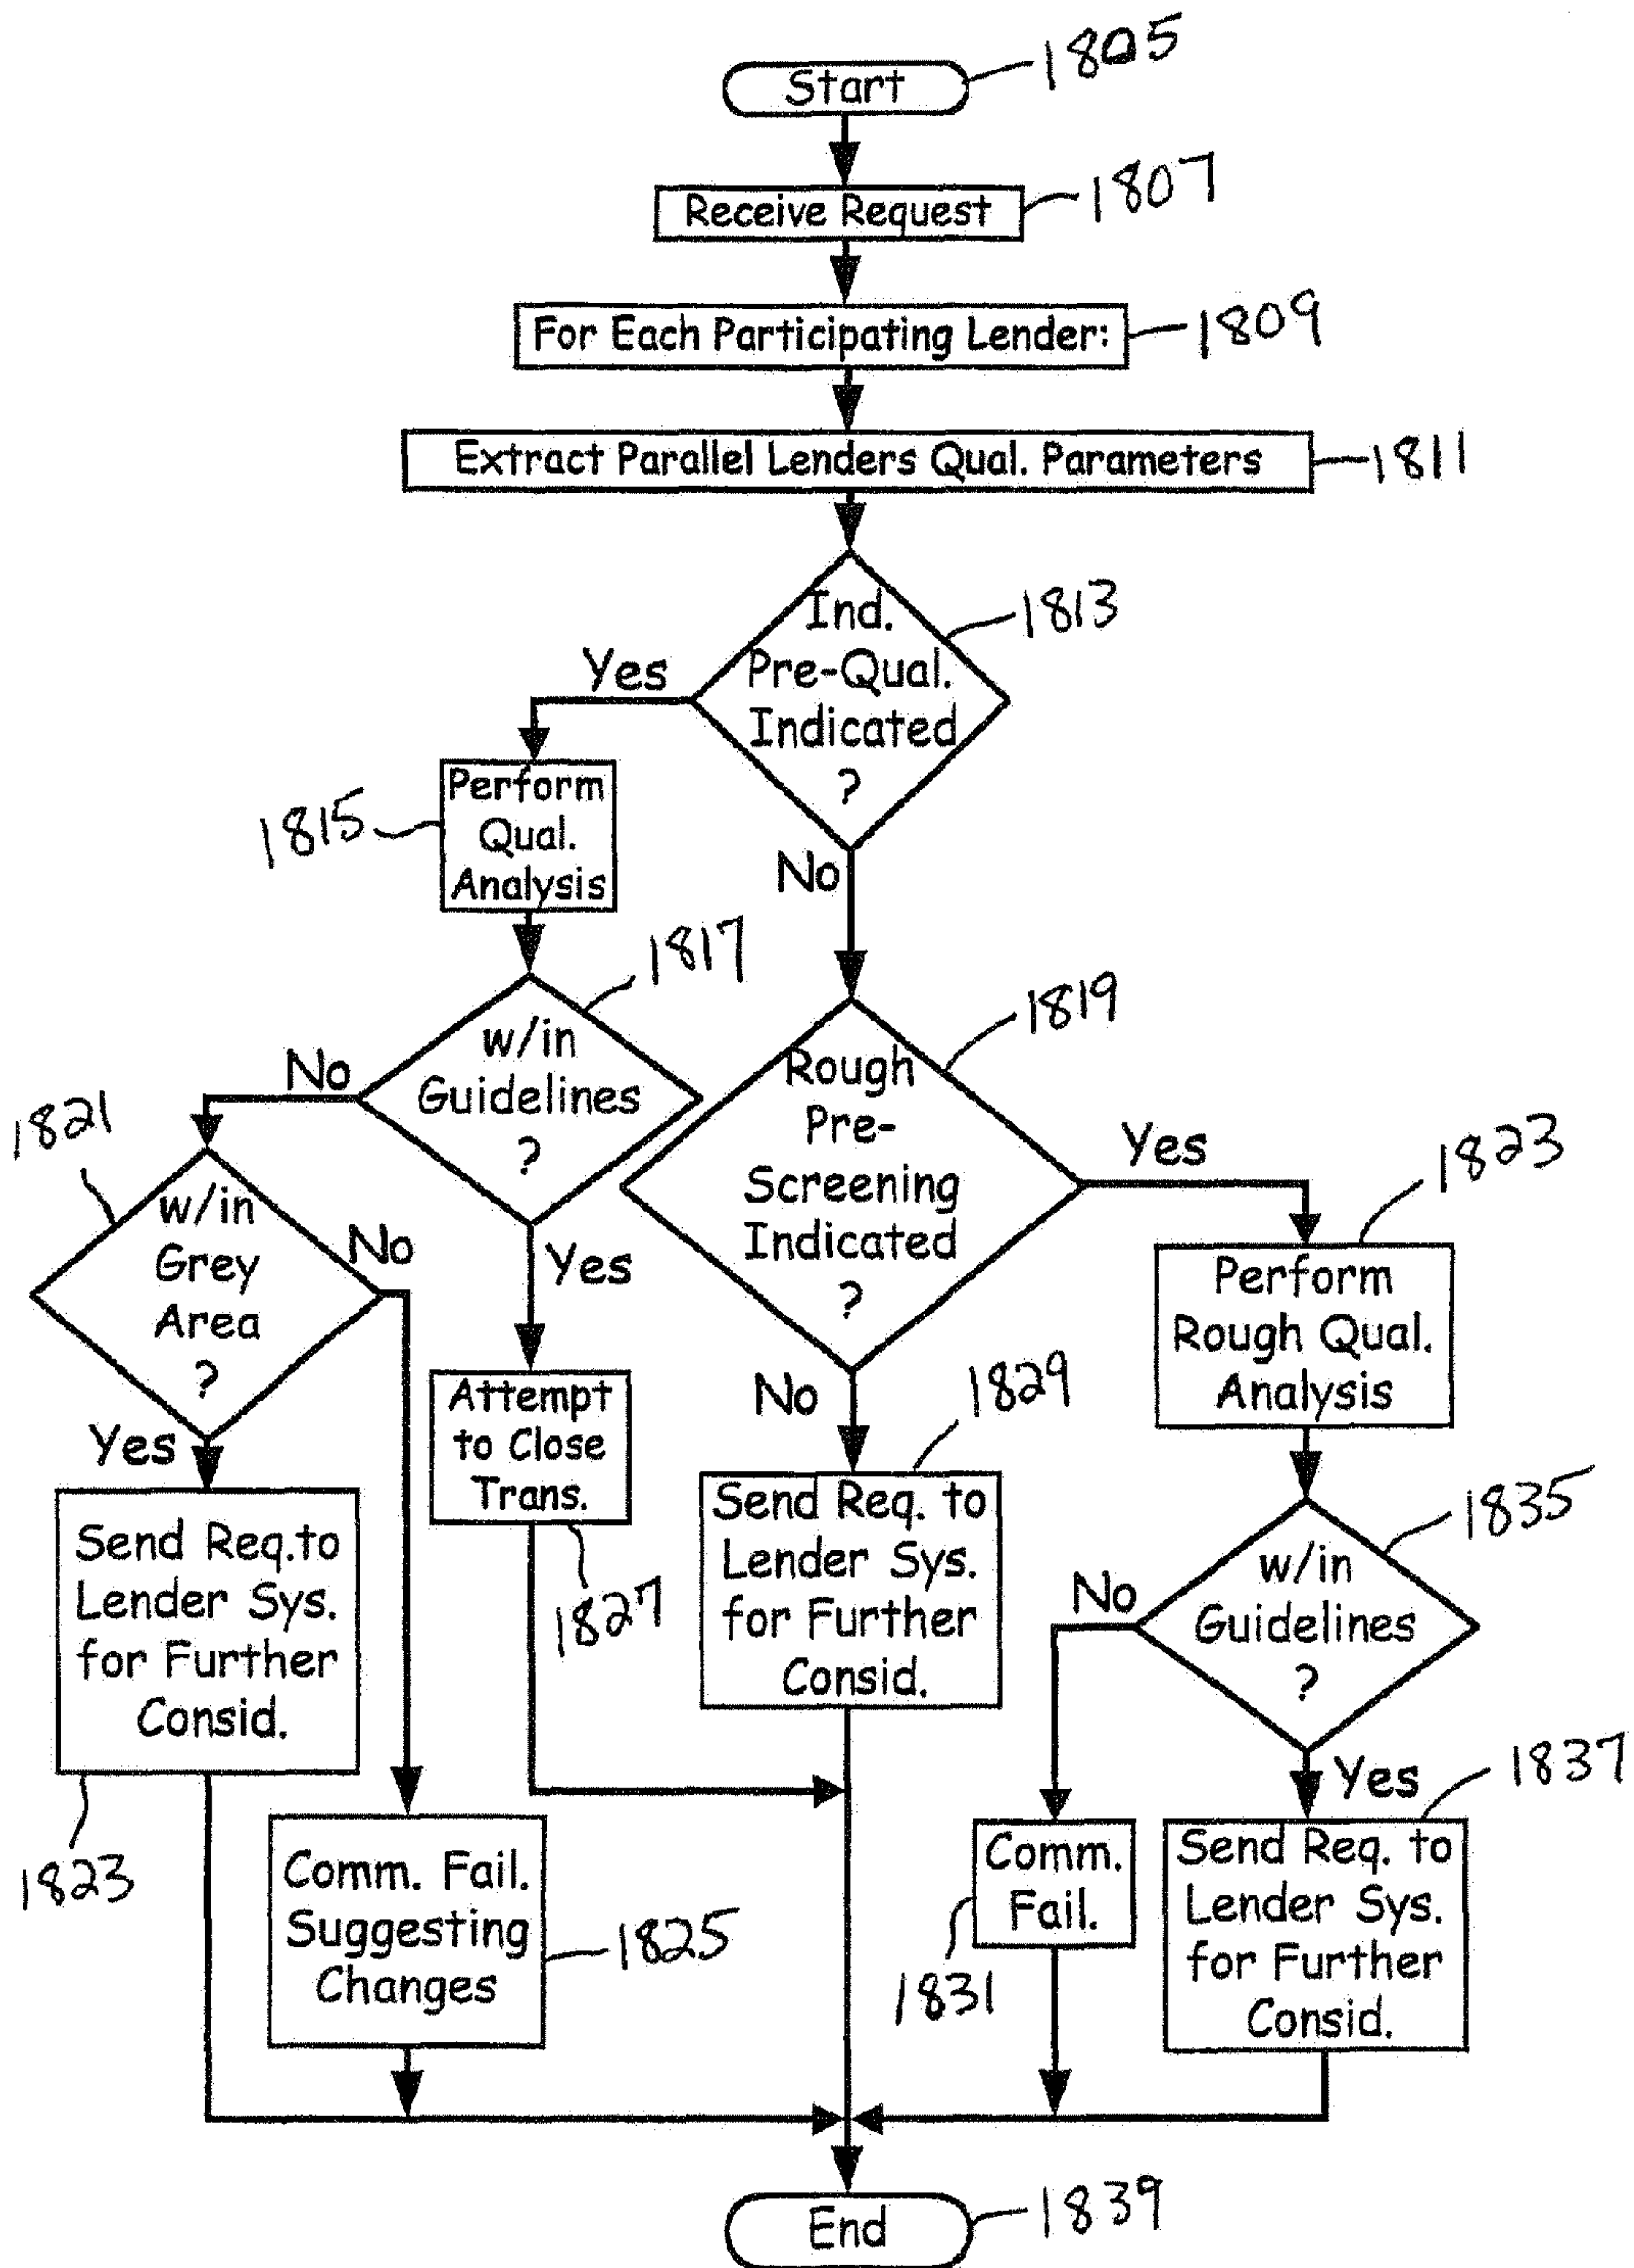 Start
1805
Receive Request
1807
For Each Participating Lender:
1809
Extract Parallel Lenders Qual. Parameters
1811
Ind.
Pre-Qual.
Indicated
?
1813
Yes
No
Perform
Qual.
Analysis
1815
w/in
Guidelines
?
1817
No
Yes
Rough
Pre-
Screening
Indicated
?
1819
Yes
No
w/in
Grey
Area
?
1821
No
Yes
Perform
Rough Qual.
Analysis
1823
Attempt
to Close
Trans.
1827
Send Req. to
Lender Sys.
for Further
Consid.
1829
Send Req.to
Lender Sys.
for Further
Consid.
1823
w/in
Guidelines
?
1835
No
Yes
Comm. Fail.
Suggesting
Changes
1825
Comm.
Fail.
1831
Send Req. to
Lender Sys.
for Further
Consid.
1837
End
1839